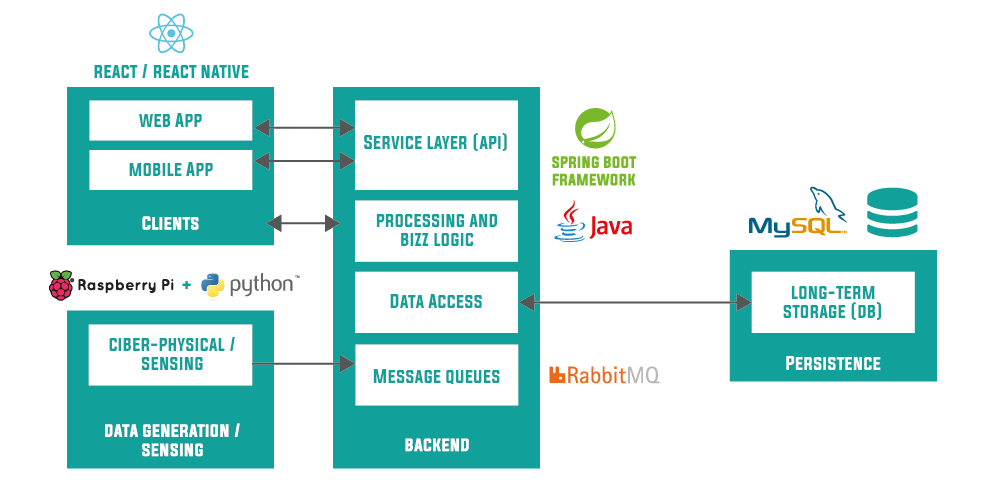 REACT / REACT NATIVE
WEB APP
MOBILE APP
CLIENTS
Raspberry Pi + python™
CIBER-PHYSICAL /
SENSING
DATA GENERATION /
SENSING
SERVICE LAYER (API)
PROCESSING AND
BIZZ LOGIC
DATA ACCESS
MESSAGE QUEUES
BACKEND
SPRING BOOT
FRAMEWORK
Java
RabbitMQ
MySQL™
LONG-TERM
STORAGE (DB)
PERSISTENCE